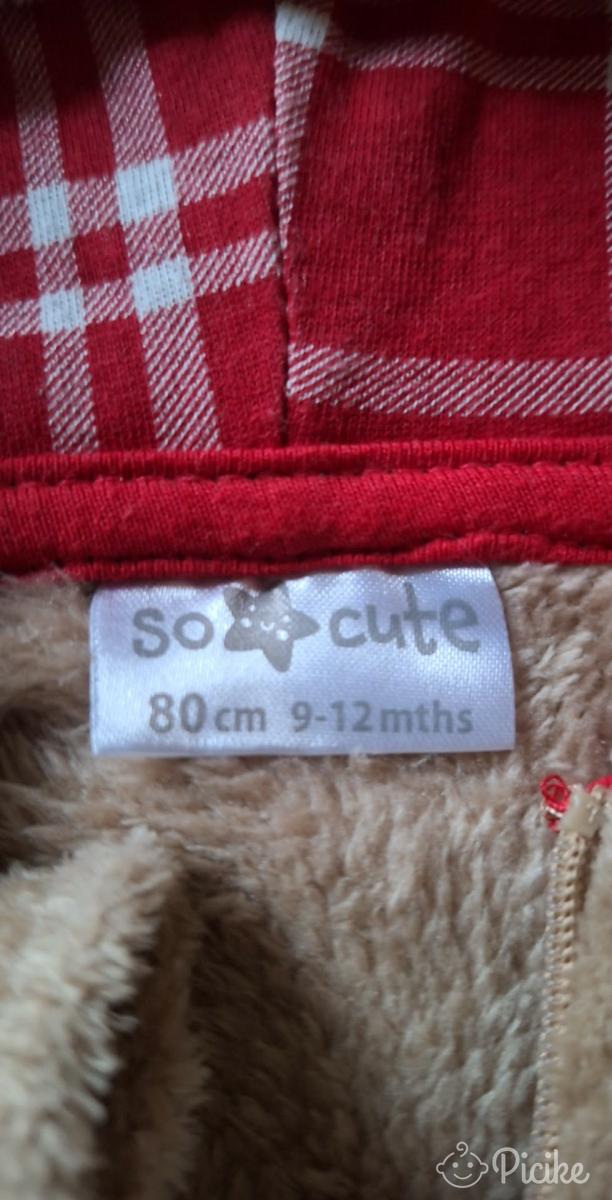 so cute
80cm 9-12mths
Picike